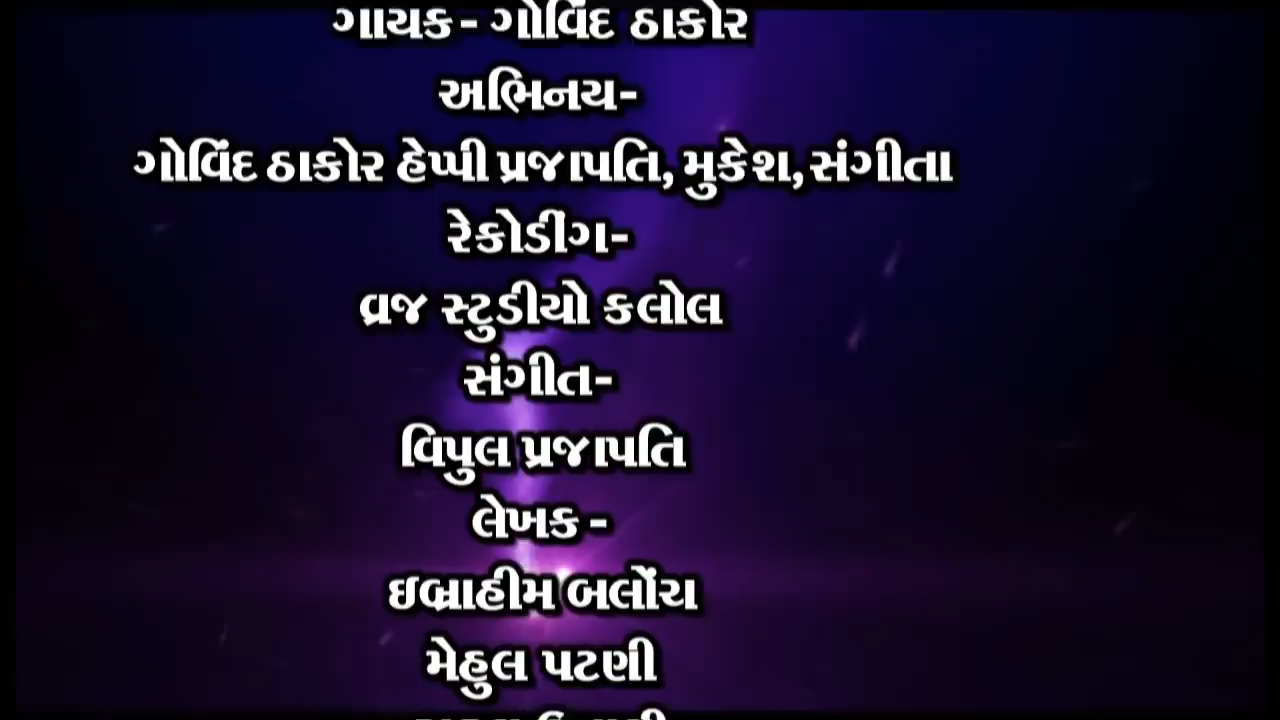 ગાયક - ગોવિંદ ઠાકોર
અભિનય-
ગોવિંદ ઠાકોર હેપ્પી પ્રજાપતિ, મુકેશ,સંગીતા
રેકોડીંગ-
વ્રજ સ્ટુડીયો કલોલ
સંગીત-
વિપુલ પ્રજાપતિ
લેખક -
ઇબ્રાહીમ બલોંચ
મેહુલ પટણી